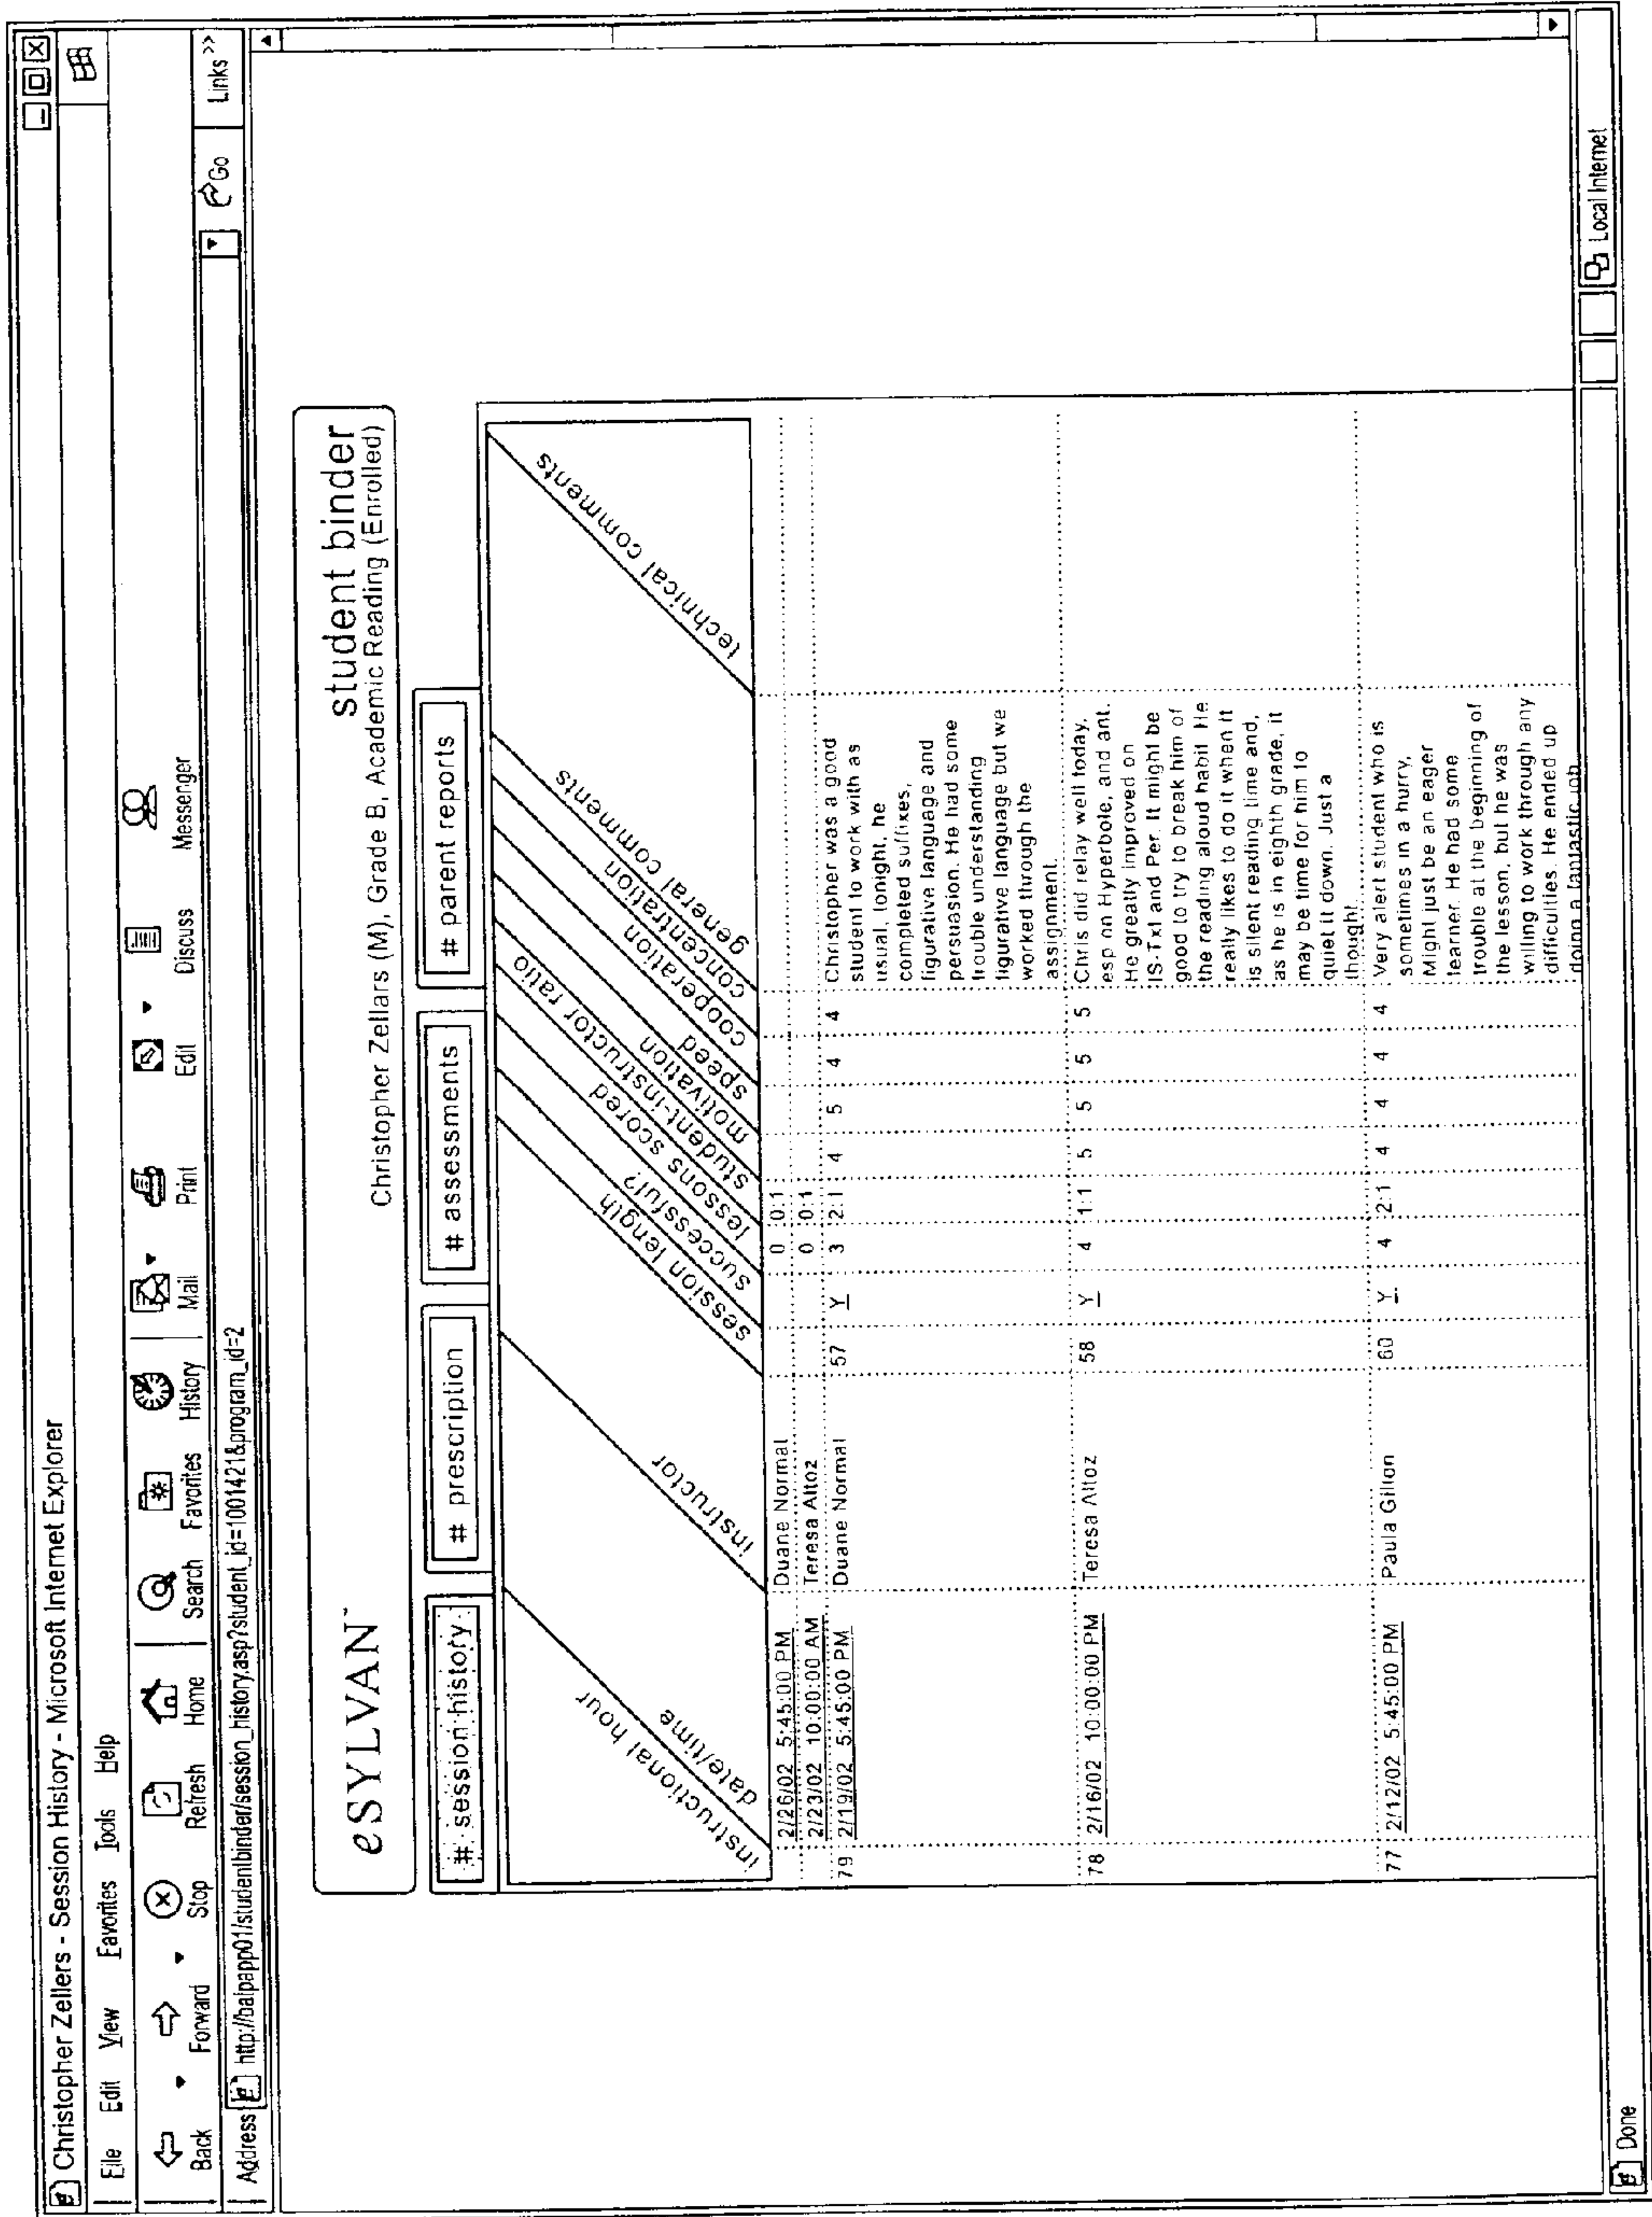 Christopher Zellers - Session History - Microsoft Internet Explorer
File Edit View Favorites Tools Help
Back Forward Stop Refresh Home Search Favorites History Mail Print Edit Discuss Messenger
Address http://balpapp01/studentbinder/session_history.asp?student_id=1001421&program_id=2 Go Links >>
eSYLVAN student binder
Christopher Zellars (M), Grade B, Academic Reading (Enrolled)
# session history # prescription # assessments # parent reports
instructional hour
date/time
instructor
session length
successful?
lessons scored
student-instructor ratio
motivation
speed
cooperation
concentration
general comments
technical comments
2/26/02 5:45:00 PM Duane Normal 0 0:1
2/23/02 10:00:00 AM Teresa Altoz 0 0:1
79 2/19/02 5:45:00 PM Duane Normal 57 Y 3 2:1 4 5 4 4 Christopher was a good
student to work with as
usual, tonight, he
completed suffixes,
figurative language and
persuasion. He had some
trouble understanding
figurative language but we
worked through the
assignment.
78 2/16/02 10:00:00 PM Teresa Altoz 58 Y 4 1:1 5 5 5 5 Chris did relay well today,
esp on Hyperbole, and ant.
He greatly improved on
IS-Txl and Per. It might be
good to try to break him of
the reading aloud habit He
really likes to do it when it
is silent reading time and,
as he is in eighth grade, it
may be time for him to
quiet it down. Just a
thought.
77 2/12/02 5:45:00 PM Paula Gillon 60 Y 4 2:1 4 4 4 4 Very alert student who is
sometimes in a hurry,
Might just be an eager
learner. He had some
trouble at the beginning of
the lesson, but he was
willing to work through any
difficulties. He ended up
doing a fantastic job
Done Local Internet